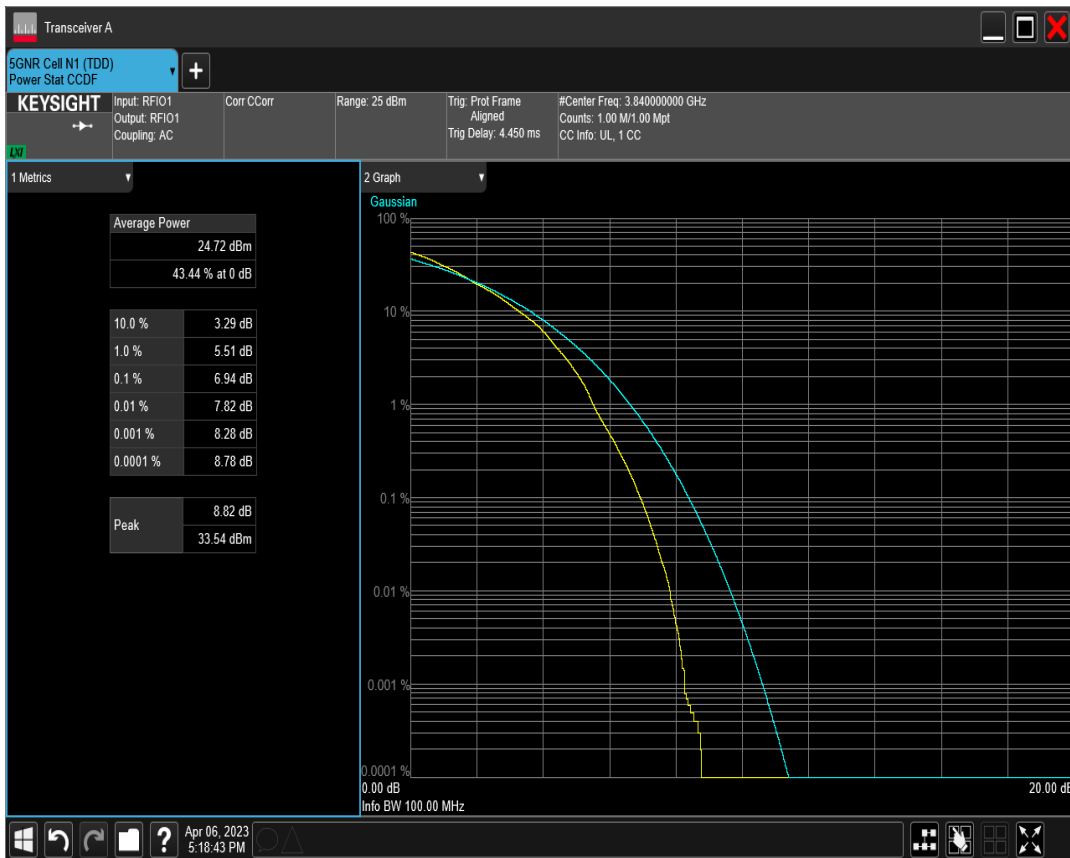 Transceiver A
5GNR Cell N1 (TDD)
Power Stat CCDF
+
KEYSIGHT
LXI
Input: RFIO1
Output: RFIO1
Coupling: AC
Corr CCorr
Range: 25 dBm
Trig: Prot Frame
Aligned
Trig Delay: 4.450 ms
#Center Freq: 3.840000000 GHz
Counts: 1.00 M/1.00 Mpt
CC Info: UL, 1 CC
1 Metrics
Average Power
24.72 dBm
43.44 % at 0 dB
10.0 % 3.29 dB
1.0 % 5.51 dB
0.1 % 6.94 dB
0.01 % 7.82 dB
0.001 % 8.28 dB
0.0001 % 8.78 dB
Peak
8.82 dB
33.54 dBm
2 Graph
Gaussian
100 %
10 %
1 %
0.1 %
0.01 %
0.001 %
0.0001 %
0.00 dB
20.00 dB
Info BW 100.00 MHz
?
Apr 06, 2023
5:18:43 PM